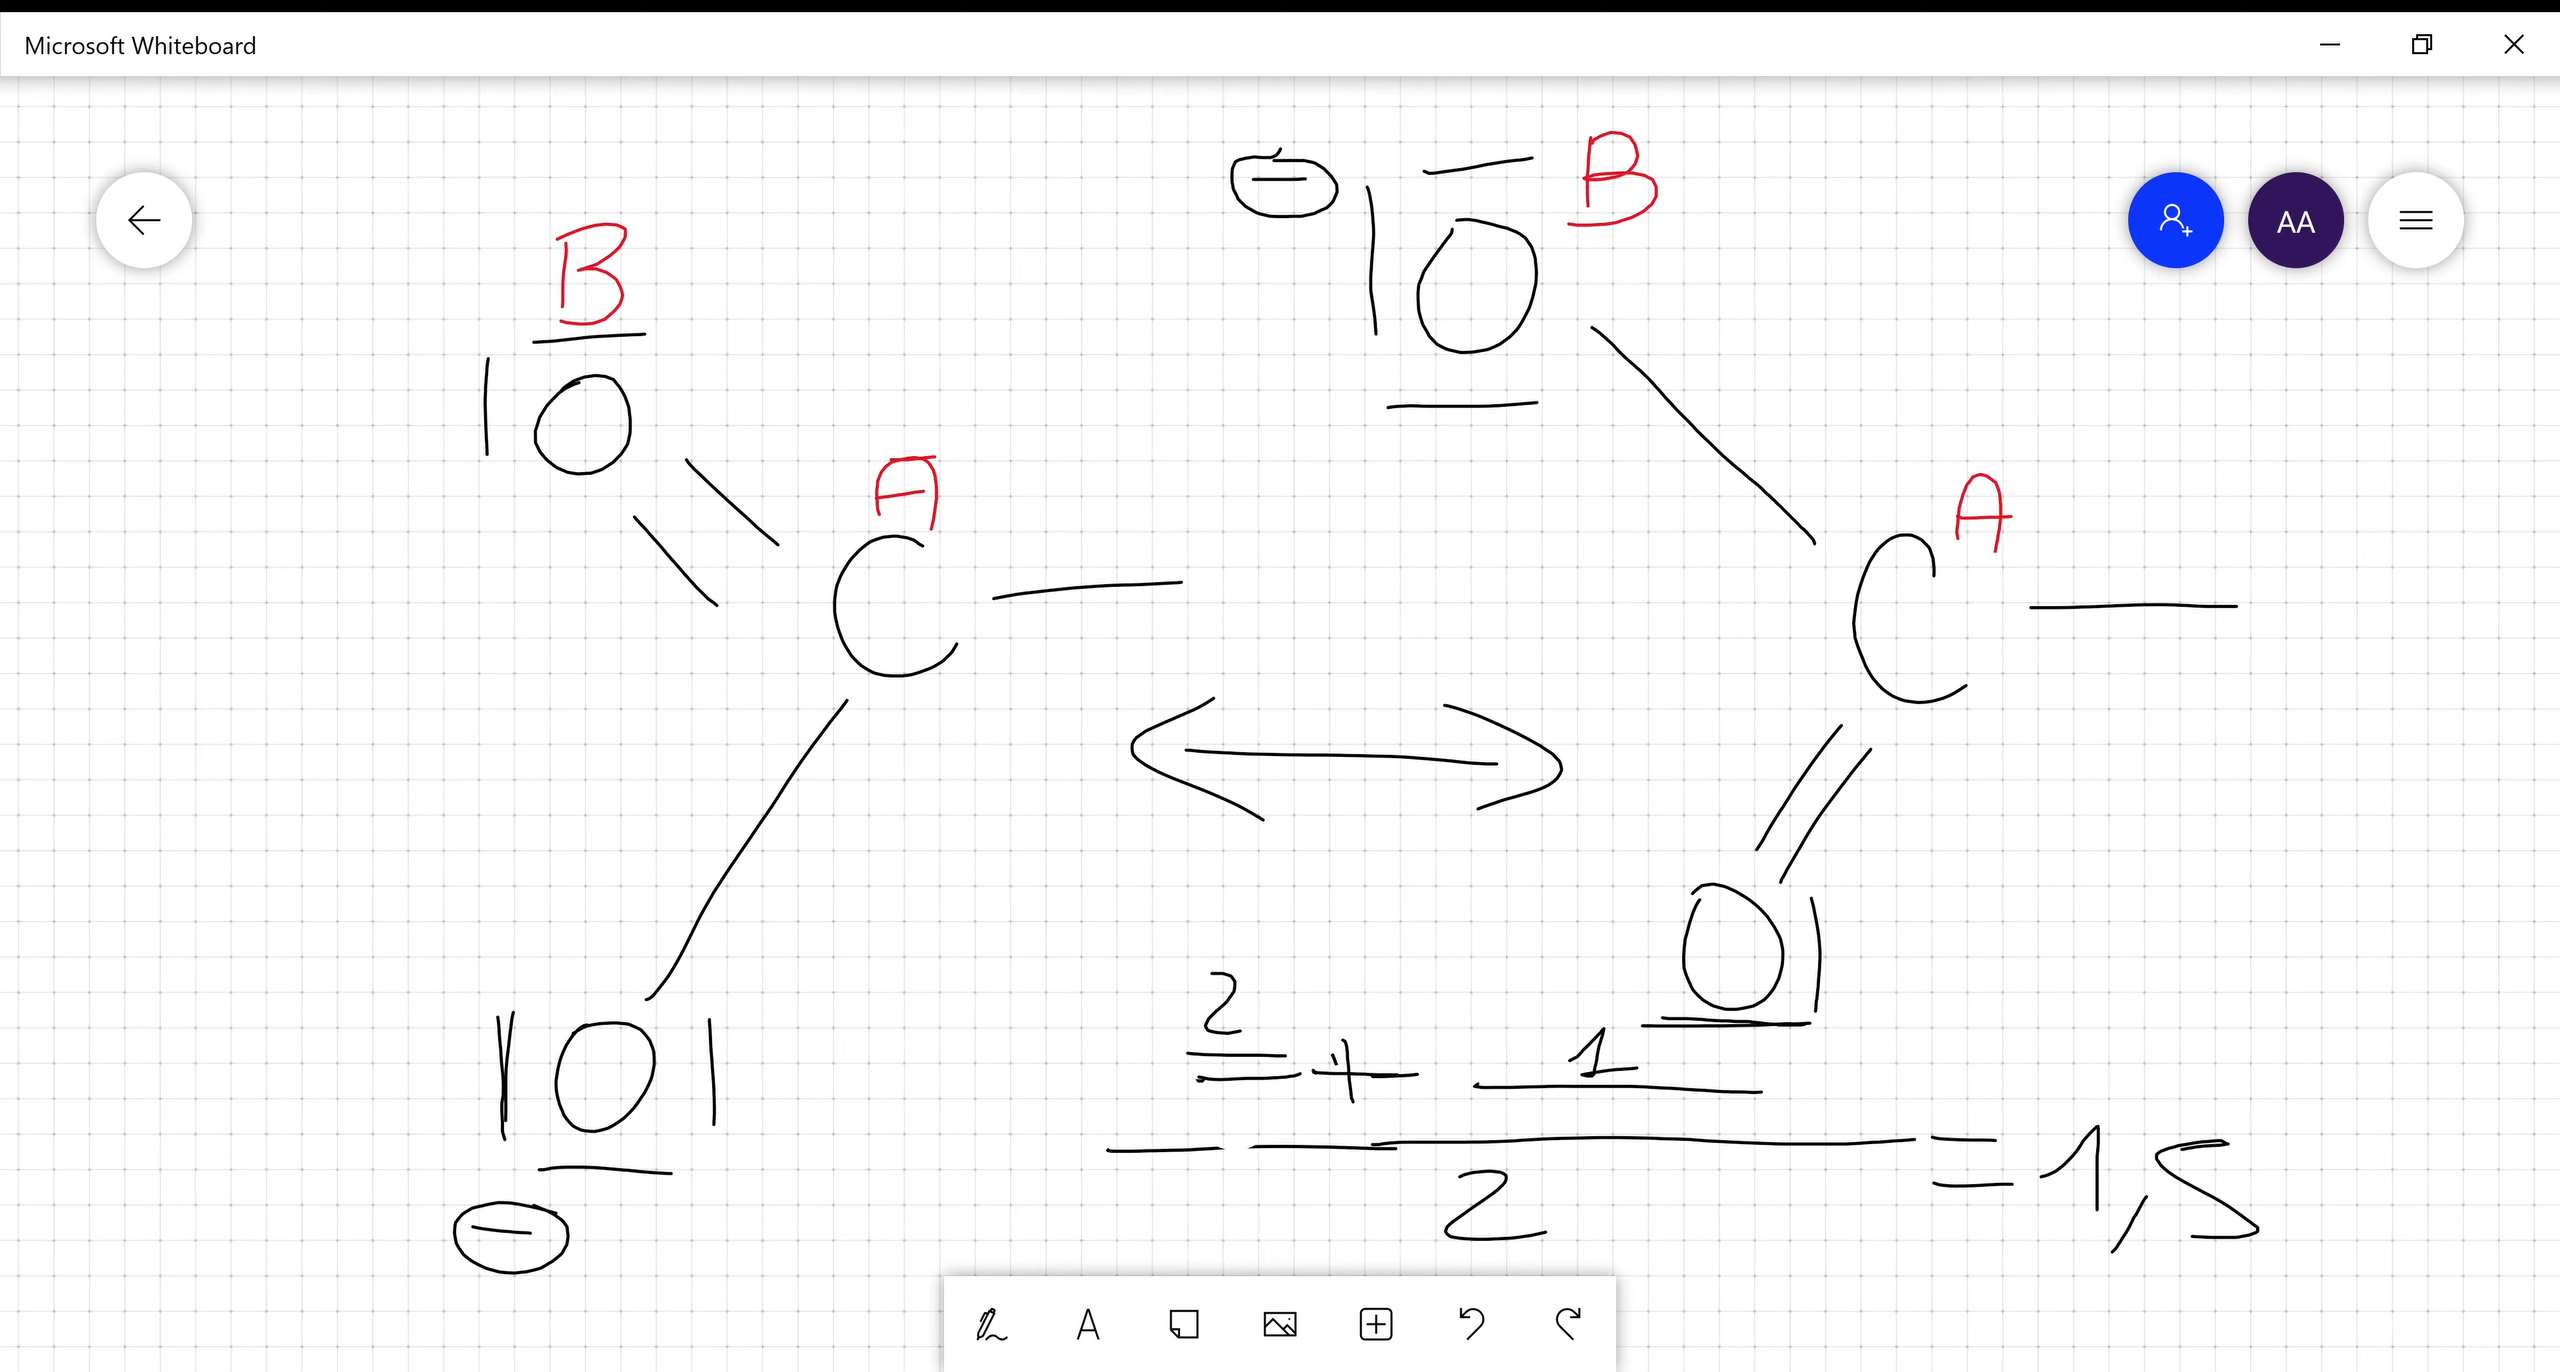 Microsoft Whiteboard
B
⊖ |O B
AA
|O
A
C
A
C
⟷
O|
|O|
⊖
2 + 1
2
= 1,5
A